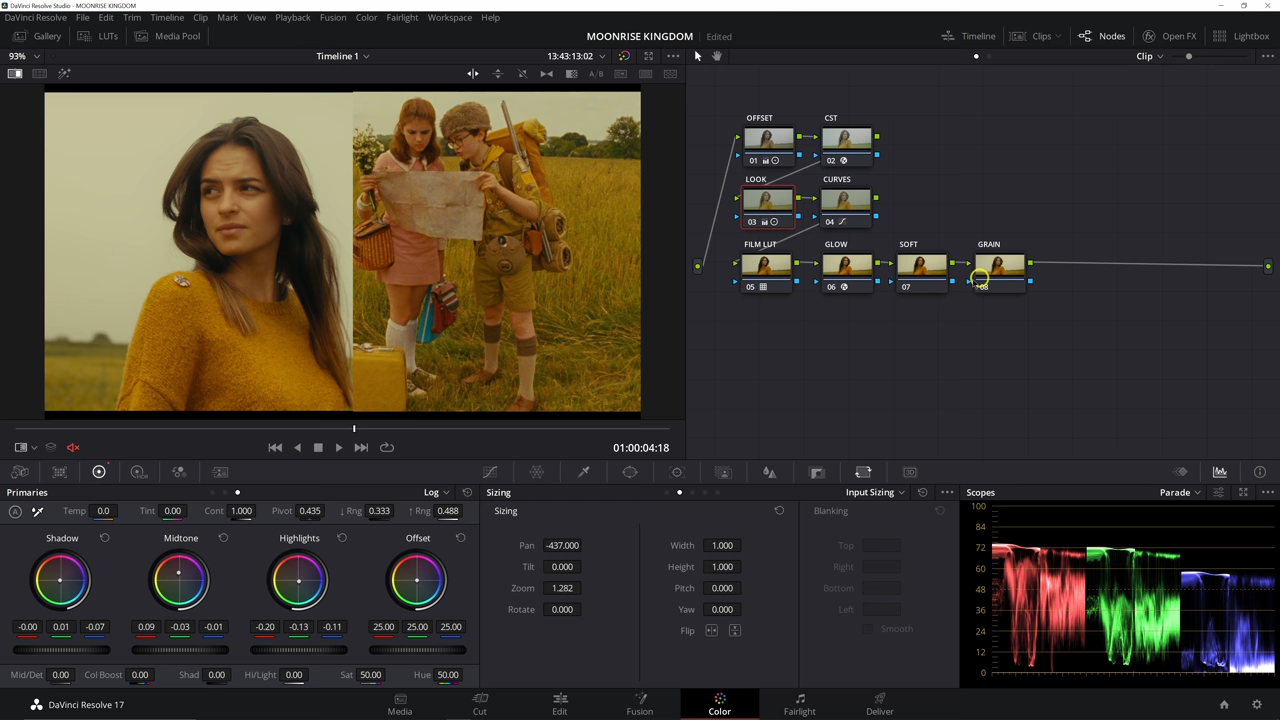 DaVinci Resolve Studio - MOONRISE KINGDOM
DaVinci Resolve File Edit Trim Timeline Clip Mark View Playback Fusion Color Fairlight Workspace Help
Gallery LUTs Media Pool MOONRISE KINGDOM Edited Timeline Clips Nodes Open FX Lightbox
93% Timeline 1 13:43:13:02 Clip
A/B
OFFSET CST
01 02
LOOK CURVES
03 04
FILM LUT GLOW SOFT GRAIN
05 06 07 08
01:00:04:18
Primaries Log Sizing Input Sizing Scopes Parade
A Temp 0.0 Tint 0.00 Cont 1.000 Pivot 0.435 ↓ Rng 0.333 ↑ Rng 0.488
Shadow Midtone Highlights Offset
-0.00 0.01 -0.07 0.09 -0.03 -0.01 -0.20 -0.13 -0.11 25.00 25.00 25.00
Mid/Det 0.00 Col Boost 0.00 Shad 0.00 Hi/Light 0.00 Sat 50.00 Hue 50.00
Sizing Blanking
Pan -437.000 Width 1.000 Top
Tilt 0.000 Height 1.000 Right
Zoom 1.282 Pitch 0.000 Bottom
Rotate 0.000 Yaw 0.000 Left
Flip Smooth
100
84
72
60
48
36
24
12
0
DaVinci Resolve 17 Media Cut Edit Fusion Color Fairlight Deliver